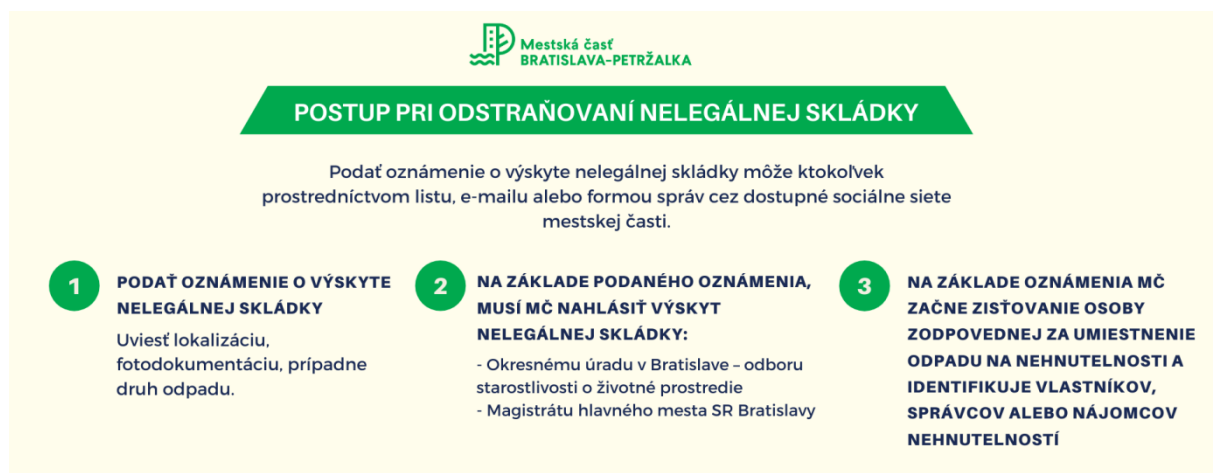 Mestská časť
BRATISLAVA-PETRŽALKA
POSTUP PRI ODSTRAŇOVANÍ NELEGÁLNEJ SKLÁDKY
Podať oznámenie o výskyte nelegálnej skládky môže ktokoľvek
prostredníctvom listu, e-mailu alebo formou správ cez dostupné sociálne siete
mestskej časti.
1
PODAŤ OZNÁMENIE O VÝSKYTE
NELEGÁLNEJ SKLÁDKY
Uviesť lokalizáciu,
fotodokumentáciu, prípadne
druh odpadu.
2
NA ZÁKLADE PODANÉHO OZNÁMENIA,
MUSÍ MČ NAHLÁSIŤ VÝSKYT
NELEGÁLNEJ SKLÁDKY:
- Okresnému úradu v Bratislave – odboru
starostlivosti o životné prostredie
- Magistrátu hlavného mesta SR Bratislavy
3
NA ZÁKLADE OZNÁMENIA MČ
ZAČNE ZISŤOVANIE OSOBY
ZODPOVEDNEJ ZA UMIESTNENIE
ODPADU NA NEHNUTEĽNOSTI A
IDENTIFIKUJE VLASTNÍKOV,
SPRÁVCOV ALEBO NÁJOMCOV
NEHNUTEĽNOSTÍ